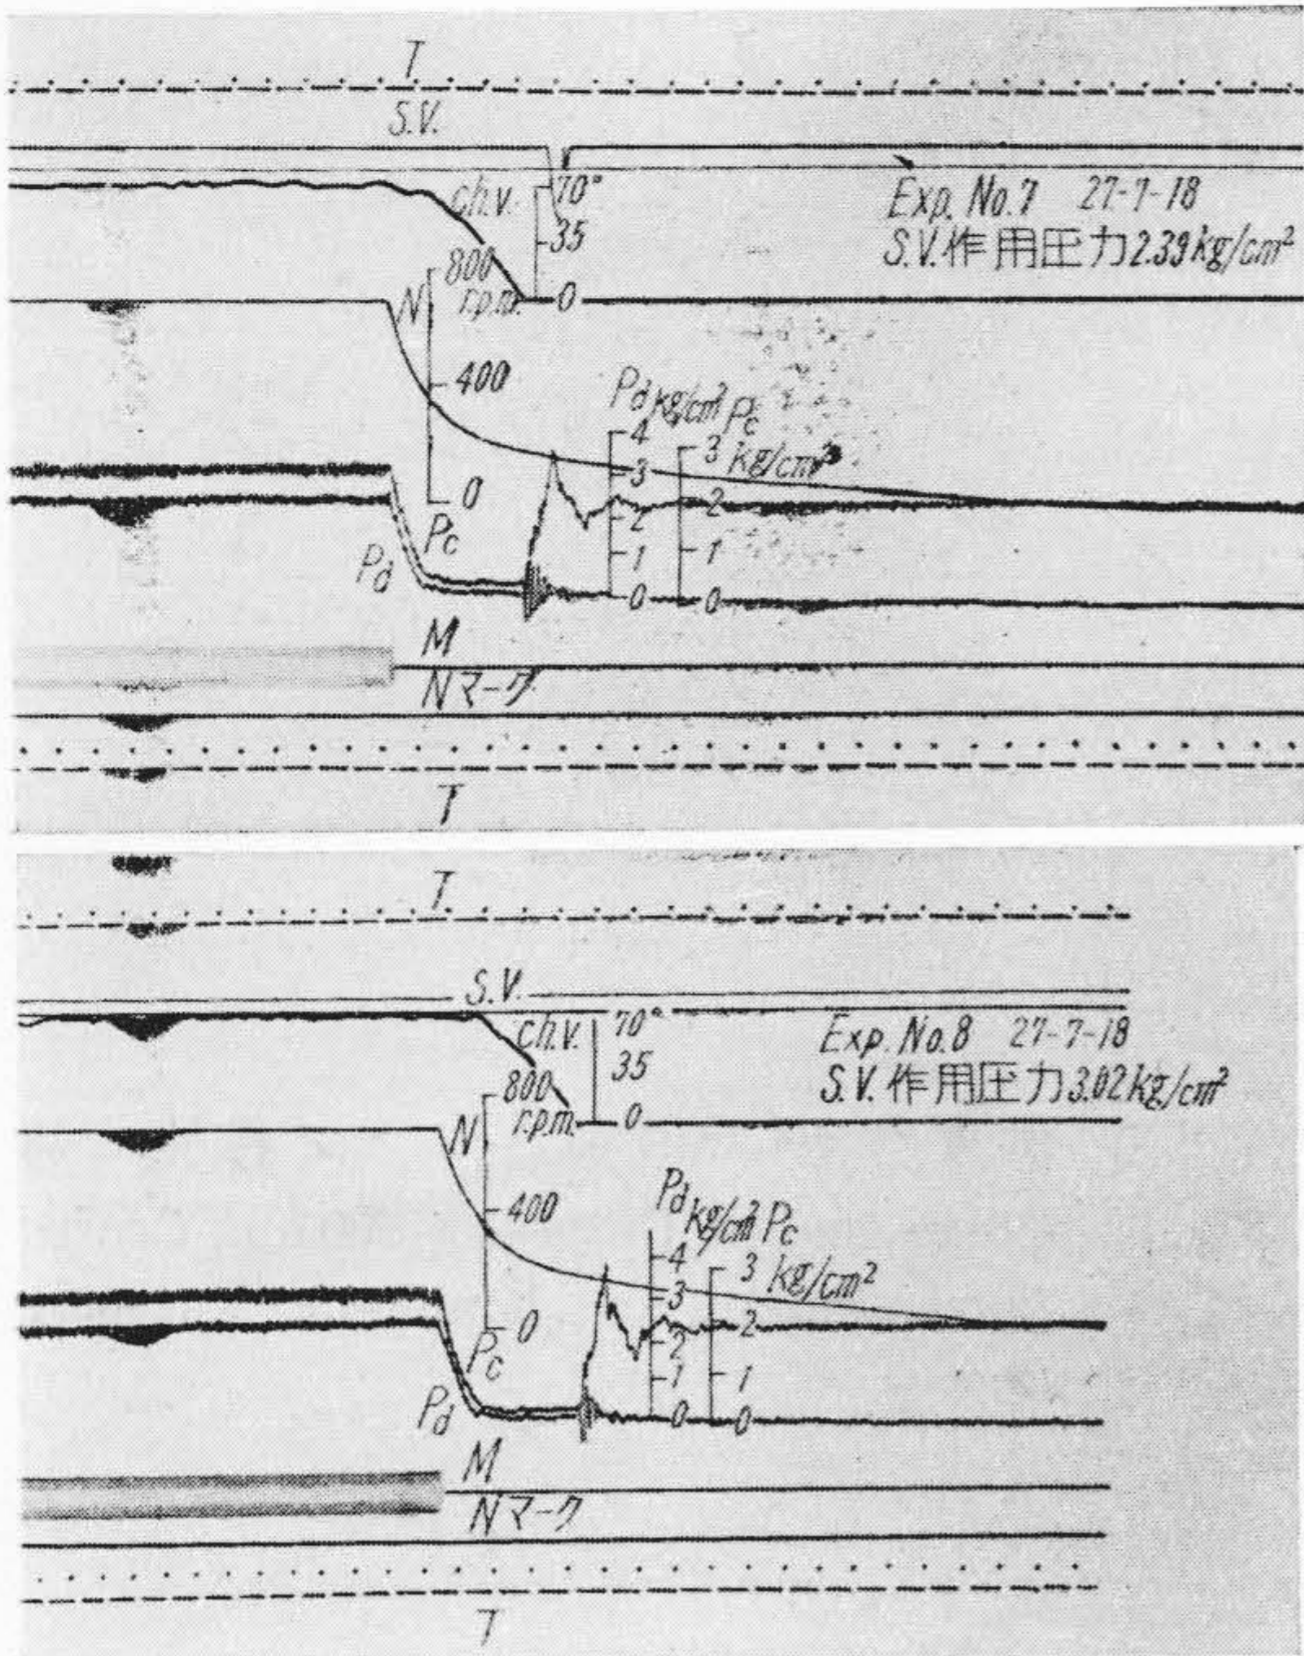 T
S.V.
ch.v. 70°
35
0
Exp. No.7 27-7-18
S.V.作用圧力2.39kg/cm²
N 800
r.p.m.
400
0
Pd kg/cm² Pc
4
3
2
1
0
3 kg/cm²
2
1
0
Pc
Pd
M
Nマーク
T
T
S.V.
ch.v. 70°
35
0
Exp. No.8 27-7-18
S.V.作用圧力3.02kg/cm²
N 800
r.p.m.
400
0
Pd kg/cm² Pc
4
3
2
1
0
3 kg/cm²
2
1
0
Pc
Pd
M
Nマーク
T